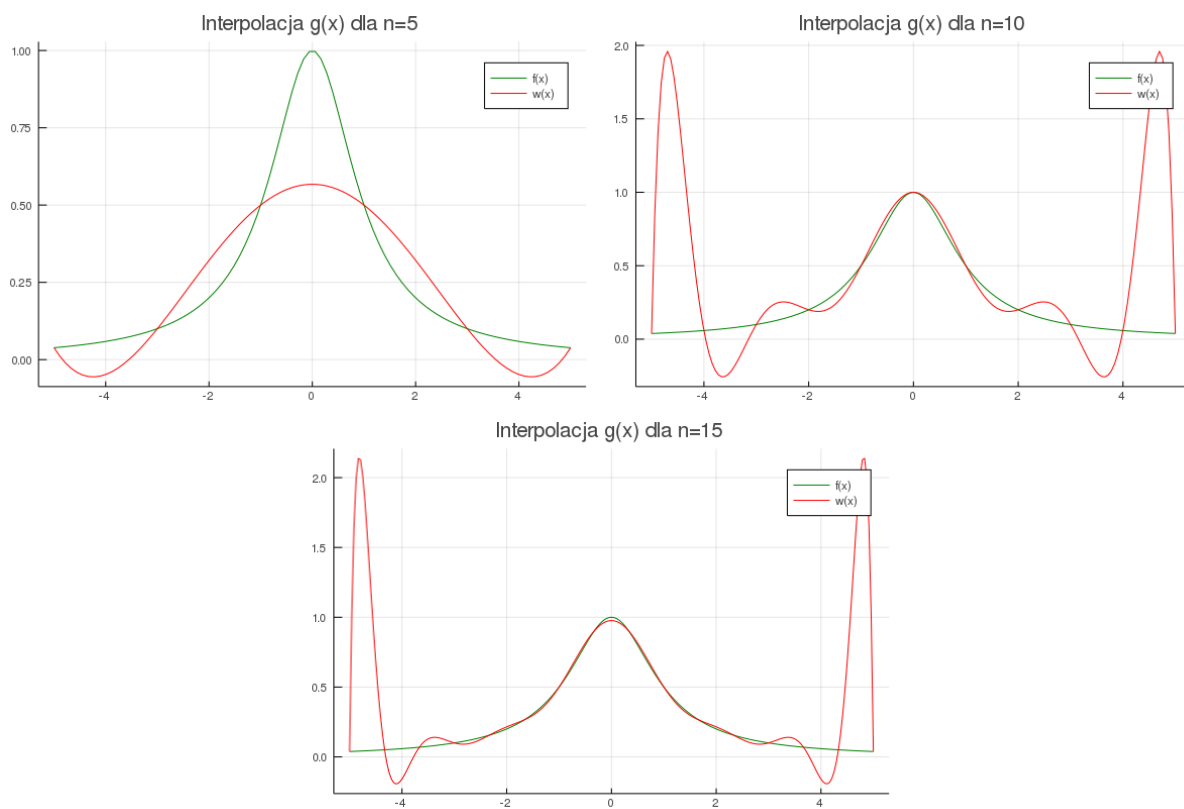 Interpolacja g(x) dla n=5
f(x)
w(x)
1.00
0.75
0.50
0.25
0.00
-4 -2 0 2 4
Interpolacja g(x) dla n=10
f(x)
w(x)
2.0
1.5
1.0
0.5
0.0
-4 -2 0 2 4
Interpolacja g(x) dla n=15
f(x)
w(x)
2.0
1.5
1.0
0.5
0.0
-4 -2 0 2 4